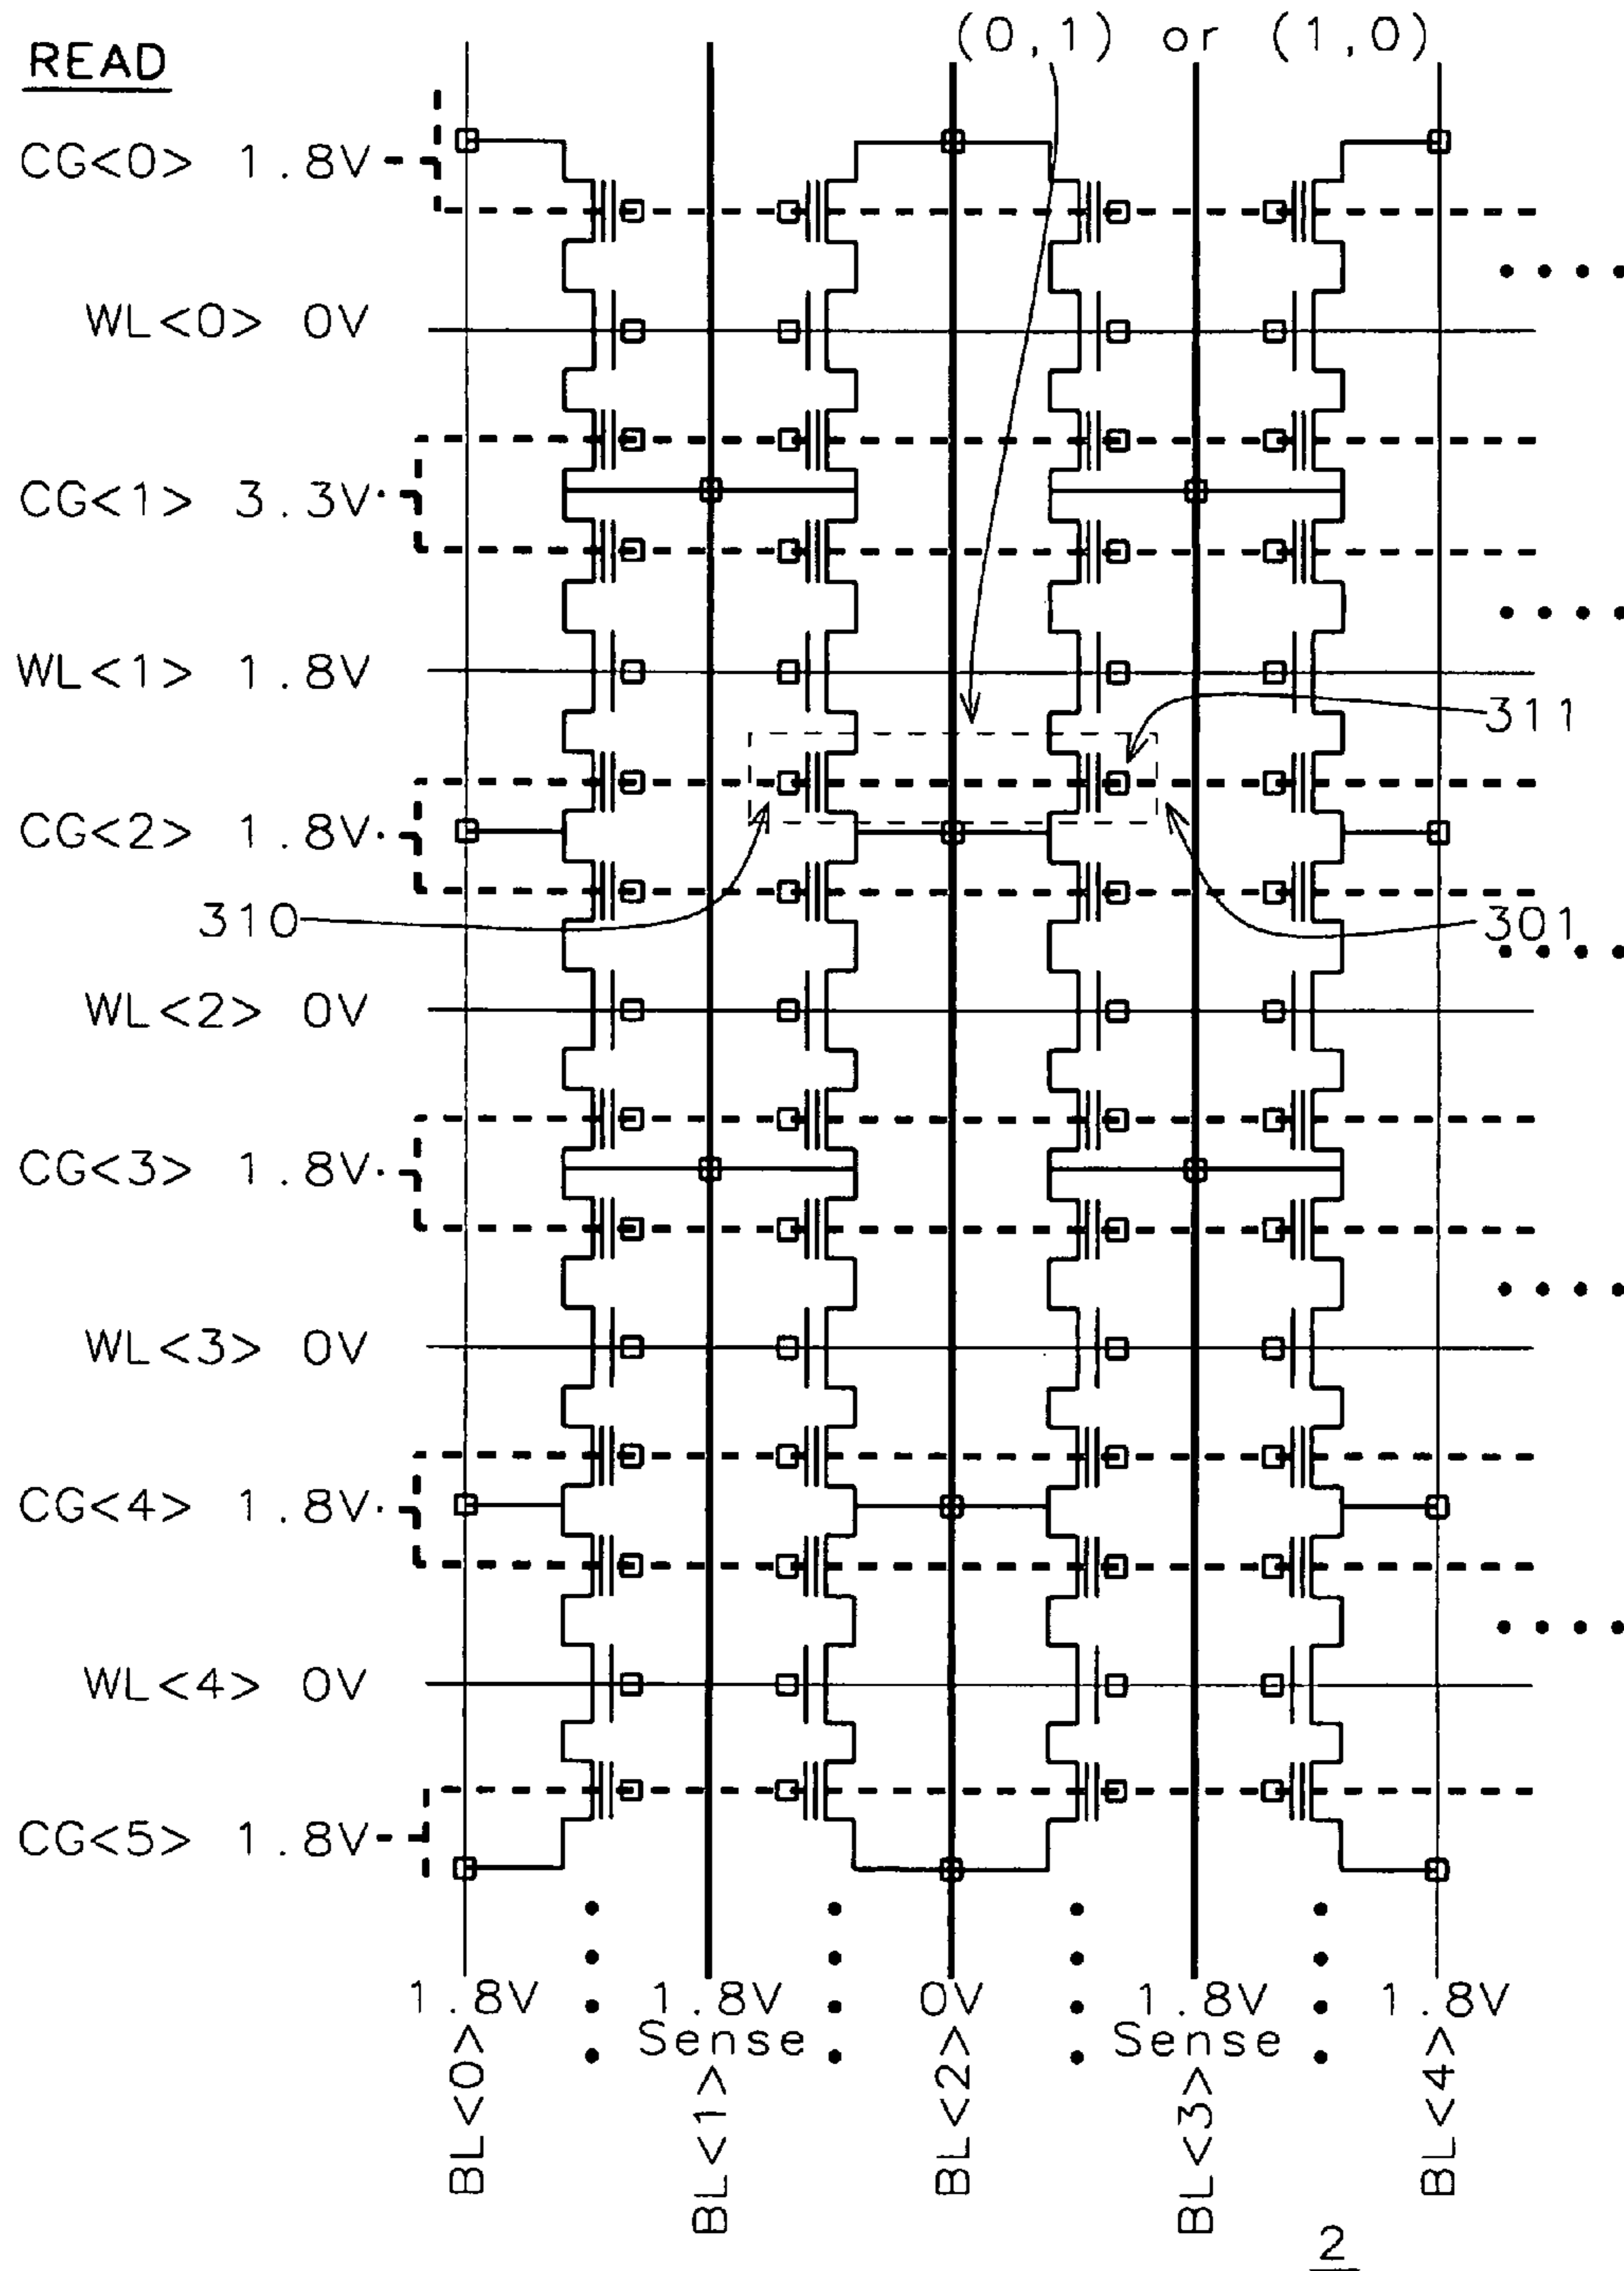 (0,1) or (1,0)
READ
CG<0> 1.8V
WL<0> 0V
CG<1> 3.3V
WL<1> 1.8V
311
CG<2> 1.8V
310
301
WL<2> 0V
CG<3> 1.8V
WL<3> 0V
CG<4> 1.8V
WL<4> 0V
CG<5> 1.8V
1.8V 1.8V 0V 1.8V 1.8V
Sense Sense
BL<0> BL<1> BL<2> BL<3> BL<4>
2